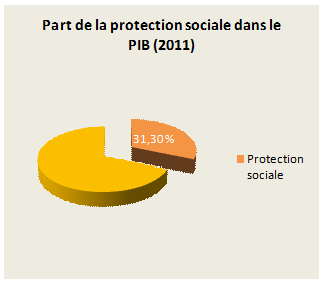 Part de la protection sociale dans le
PIB (2011)
31,30%
Protection
sociale